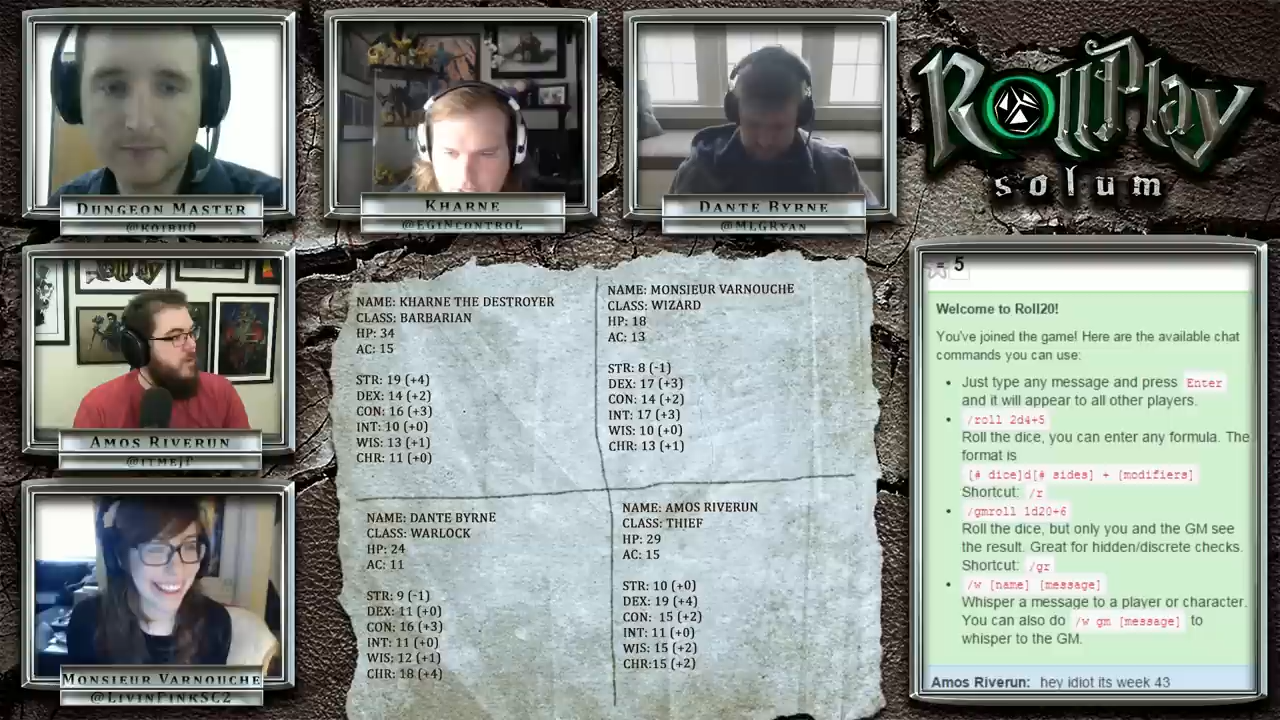 DUNGEON MASTER
@KOIBU0
KHARNE
@EGINCONTROL
DANTE BYRNE
@MLGRYAN
ROLLPLAY
solum
AMOS RIVERUN
@ITMEJP
MONSIEUR VARNOUCHE
@LIVINPINKSC2
NAME: KHARNE THE DESTROYER
CLASS: BARBARIAN
HP: 34
AC: 15
STR: 19 (+4)
DEX: 14 (+2)
CON: 16 (+3)
INT: 10 (+0)
WIS: 13 (+1)
CHR: 11 (+0)
NAME: MONSIEUR VARNOUCHE
CLASS: WIZARD
HP: 18
AC: 13
STR: 8 (-1)
DEX: 17 (+3)
CON: 14 (+2)
INT: 17 (+3)
WIS: 10 (+0)
CHR: 13 (+1)
NAME: DANTE BYRNE
CLASS: WARLOCK
HP: 24
AC: 11
STR: 9 (-1)
DEX: 11 (+0)
CON: 16 (+3)
INT: 11 (+0)
WIS: 12 (+1)
CHR: 18 (+4)
NAME: AMOS RIVERUN
CLASS: THIEF
HP: 29
AC: 15
STR: 10 (+0)
DEX: 19 (+4)
CON: 15 (+2)
INT: 11 (+0)
WIS: 15 (+2)
CHR:15 (+2)
5
Welcome to Roll20!
You've joined the game! Here are the available chat
commands you can use:
Just type any message and press Enter
and it will appear to all other players.
/roll 2d4+5
Roll the dice, you can enter any formula. The
format is
[# dice]d[# sides] + [modifiers]
Shortcut: /r
/gmroll 1d20+6
Roll the dice, but only you and the GM see
the result. Great for hidden/discrete checks.
Shortcut: /gr
/w [name] [message]
Whisper a message to a player or character.
You can also do /w gm [message] to
whisper to the GM.
Amos Riverun: hey idiot its week 43